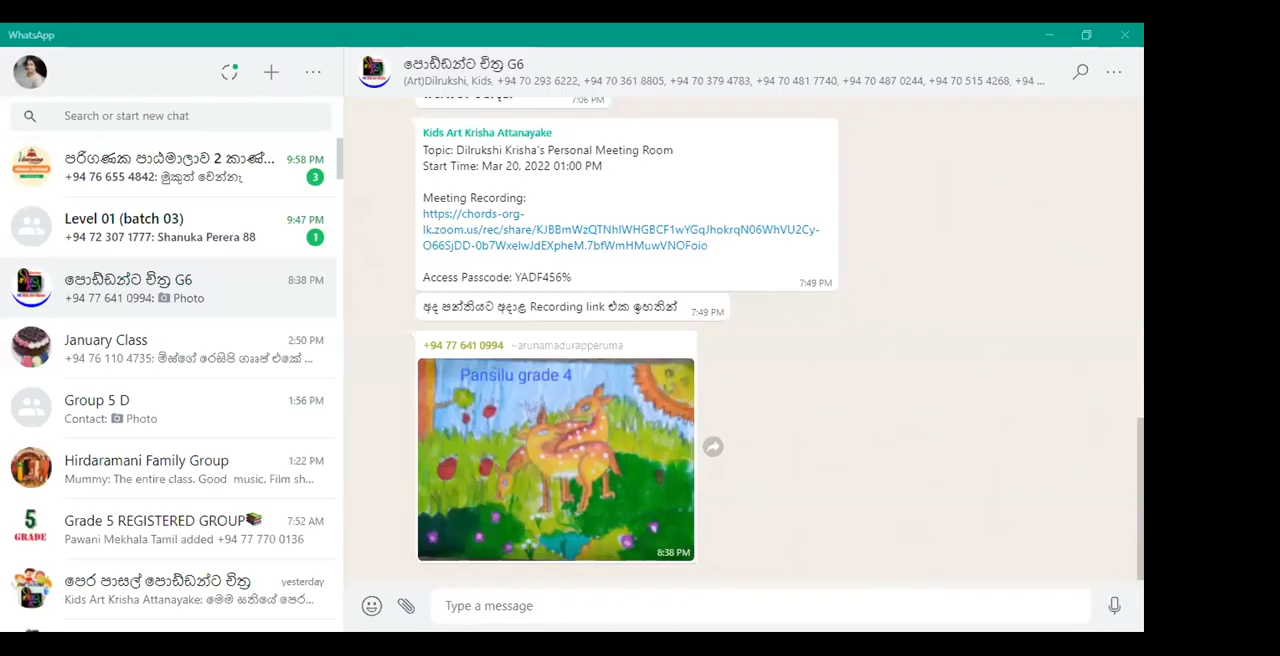 WhatsApp
Search or start new chat
පරිගණක පාඨමාලාව 2 කාණ්... 9:58 PM
+94 76 655 4842: මුකුත් වෙන්නැ 3
Level 01 (batch 03) 9:47 PM
+94 72 307 1777: Shanuka Perera 88 1
පොඩ්ඩන්ට චිත්‍ර G6 8:38 PM
+94 77 641 0994: Photo
January Class 2:50 PM
+94 76 110 4735: මිස්ගේ රෙසිපි ගෲප් එකේ ...
Group 5 D 1:56 PM
Contact: Photo
Hirdaramani Family Group 1:22 PM
Mummy: The entire class. Good music. Film sh...
5
GRADE
Grade 5 REGISTERED GROUP 7:52 AM
Pawani Mekhala Tamil added +94 77 770 0136
පෙර පාසල් පොඩ්ඩන්ට චිත්‍ර yesterday
Kids Art Krisha Attanayake: මෙම සතියේ පෙර...
පොඩ්ඩන්ට චිත්‍ර G6
(Art)Dilrukshi, Kids, +94 70 293 6222, +94 70 361 8805, +94 70 379 4783, +94 70 481 7740, +94 70 487 0244, +94 70 515 4268, +94 ...
7:06 PM
Kids Art Krisha Attanayake
Topic: Dilrukshi Krisha's Personal Meeting Room
Start Time: Mar 20, 2022 01:00 PM
Meeting Recording:
https://chords-org-
lk.zoom.us/rec/share/KJBBmWzQTNhlWHGBCF1wYGqJhokrqN06WhVU2Cy-
O66SjDD-0b7WxelwJdEXpheM.7bfWmHMuwVNOFoio
Access Passcode: YADF456%
7:49 PM
අද පන්තියට අදාළ Recording link එක ඉහතින් 7:49 PM
+94 77 641 0994 ~arunamadurapperuma
Pansilu grade 4
8:38 PM
Type a message